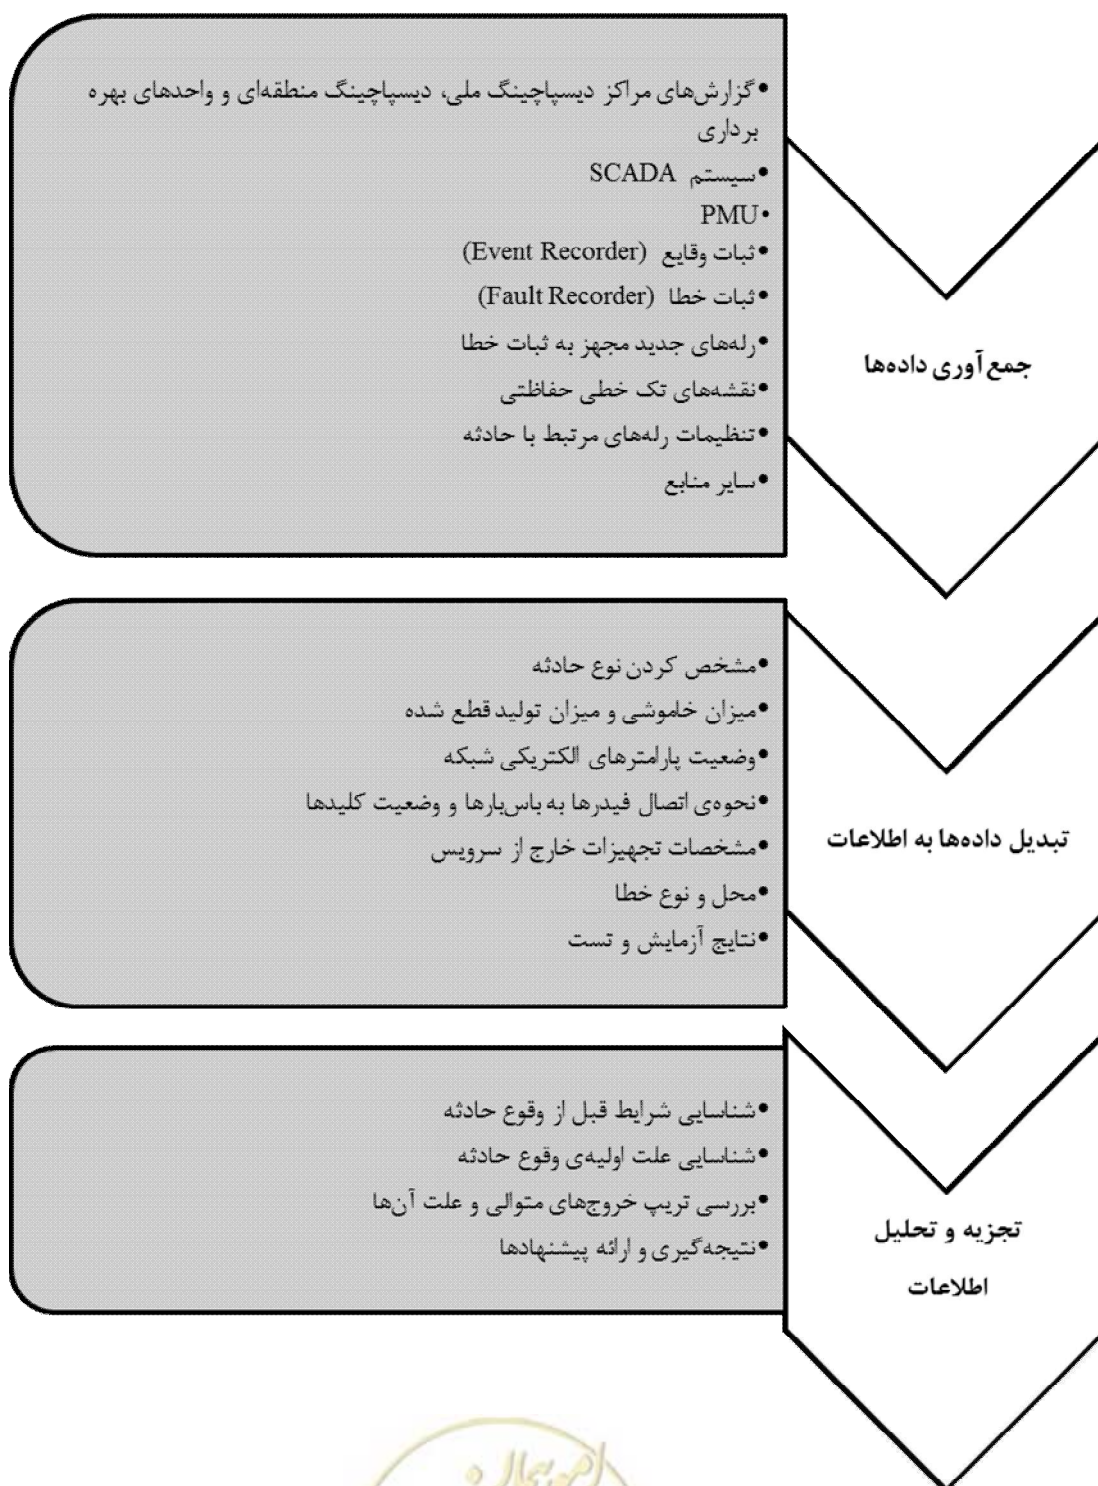 •گزارش‌های مراکز دیسپاچینگ ملی، دیسپاچینگ منطقه‌ای و واحدهای بهره
برداری
•سیستم SCADA
•PMU
•ثبات وقایع (Event Recorder)
•ثبات خطا (Fault Recorder)
•رله‌های جدید مجهز به ثبات خطا
•نقشه‌های تک خطی حفاظتی
•تنظیمات رله‌های مرتبط با حادثه
•سایر منابع
جمع‌آوری داده‌ها
•مشخص کردن نوع حادثه
•میزان خاموشی و میزان تولید قطع شده
•وضعیت پارامترهای الکتریکی شبکه
•نحوه‌ی اتصال فیدرها به باس‌بارها و وضعیت کلیدها
•مشخصات تجهیزات خارج از سرویس
•محل و نوع خطا
•نتایج آزمایش و تست
تبدیل داده‌ها به اطلاعات
•شناسایی شرایط قبل از وقوع حادثه
•شناسایی علت اولیه‌ی وقوع حادثه
•بررسی تریپ خروج‌های متوالی و علت آن‌ها
•نتیجه‌گیری و ارائه پیشنهادها
تجزیه و تحلیل
اطلاعات